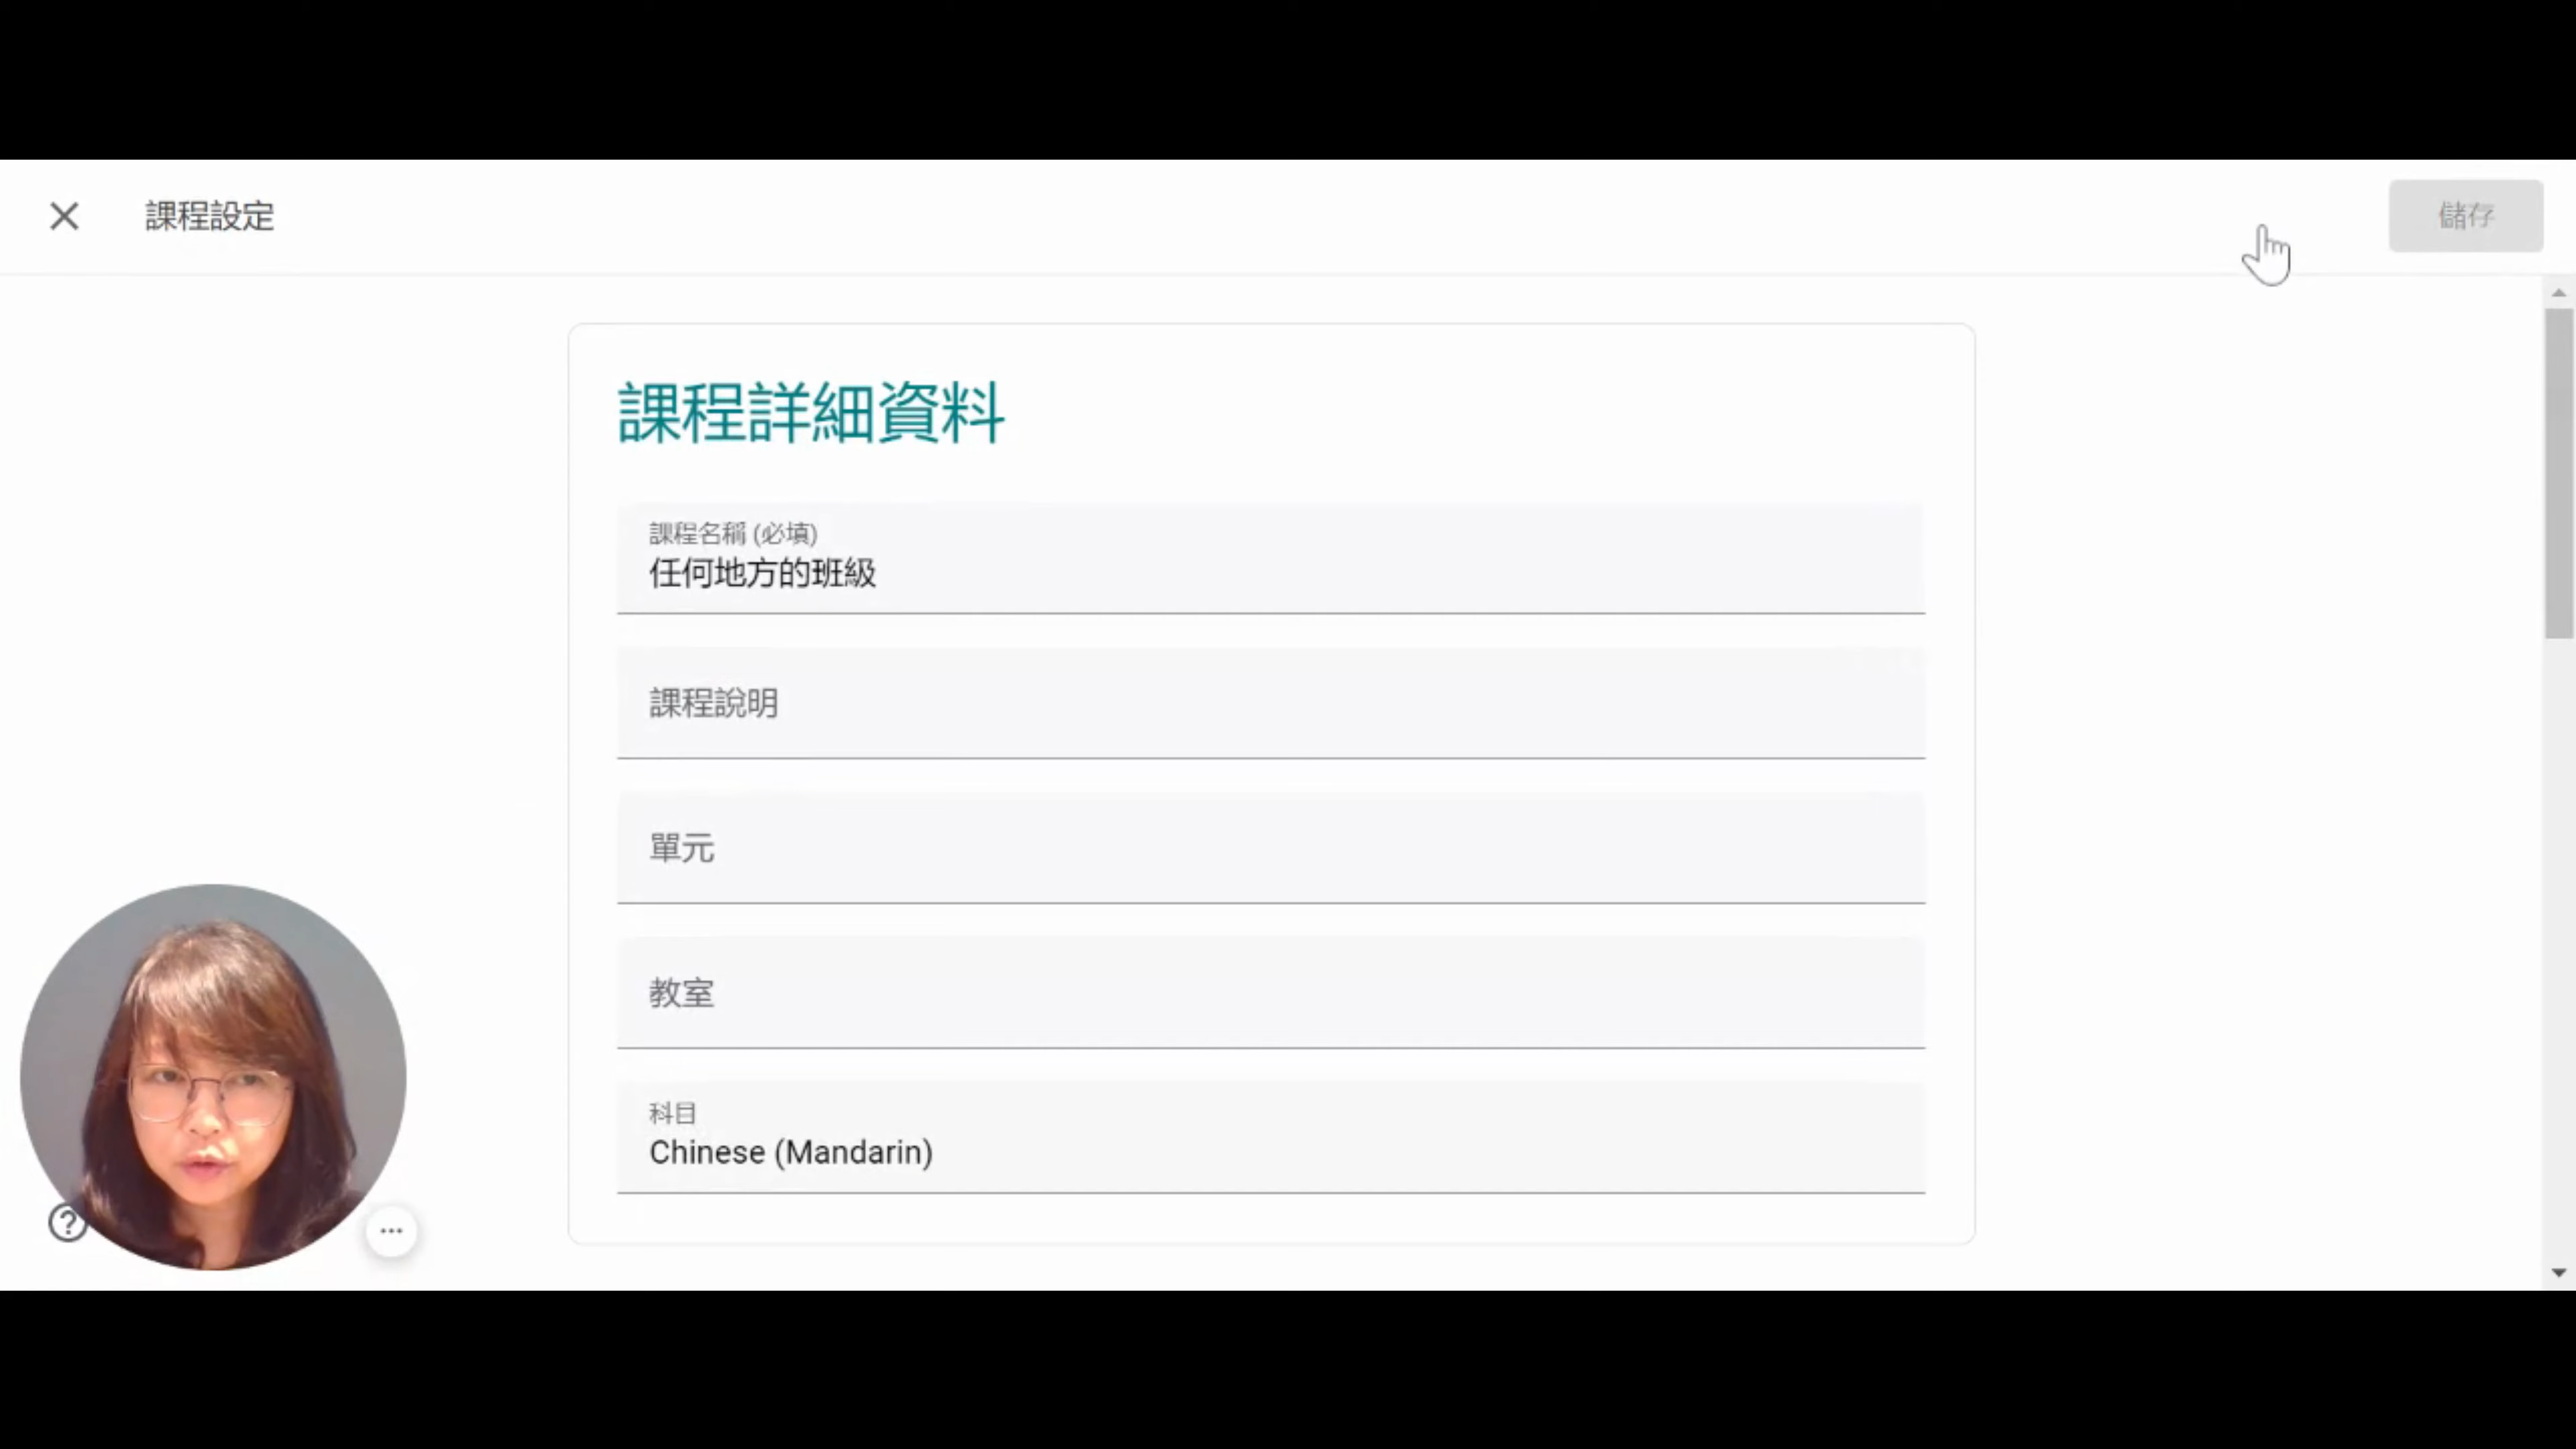 課程設定
儲存
課程詳細資料
課程名稱 (必填)
任何地方的班級
課程說明
單元
教室
科目
Chinese (Mandarin)